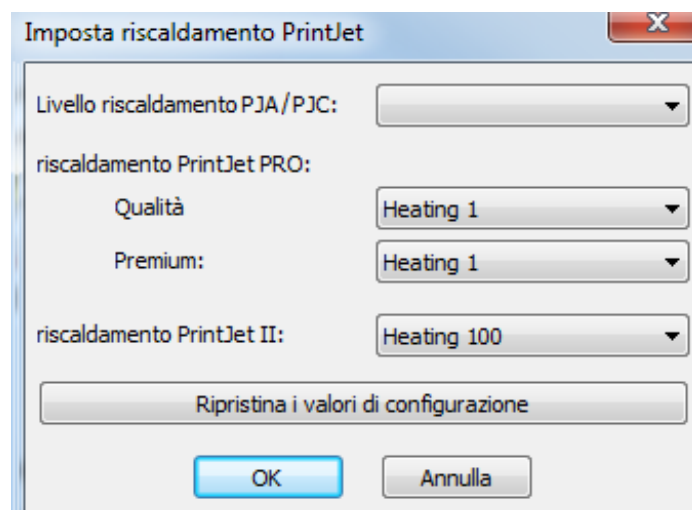 Imposta riscaldamento PrintJet
Livello riscaldamento PJA/PJC:
riscaldamento PrintJet PRO:
Qualità Heating 1
Premium: Heating 1
riscaldamento PrintJet II: Heating 100
Ripristina i valori di configurazione
OK Annulla